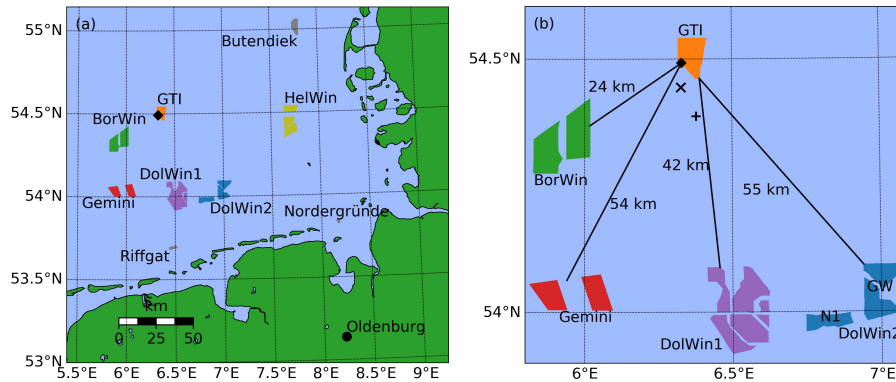 (a)
55°N
54.5°N
54°N
53.5°N
53°N
5.5°E
6°E
6.5°E
7°E
7.5°E
8°E
8.5°E
9°E
Butendiek
GTI
HelWin
BorWin
DolWin1
Gemini
DolWin2
Nordergründe
Riffgat
km
0 25 50
Oldenburg
(b)
54.5°N
54°N
6°E
6.5°E
7°E
GTI
24 km
42 km
BorWin
54 km
55 km
GW
Gemini
N1
DolWin1
DolWin2